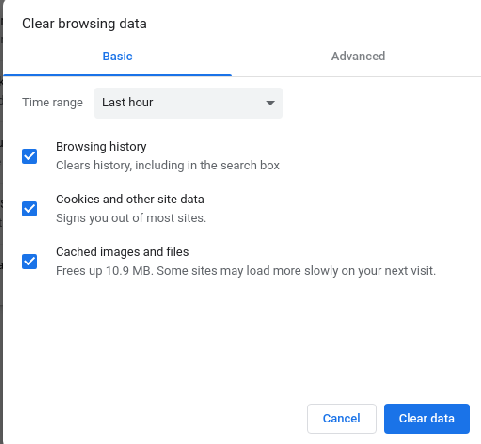 Clear browsing data
Basic
Advanced
Time range
Last hour
Browsing history
Clears history, including in the search box
Cookies and other site data
Signs you out of most sites.
Cached images and files
Frees up 10.9 MB. Some sites may load more slowly on your next visit.
Cancel
Clear data